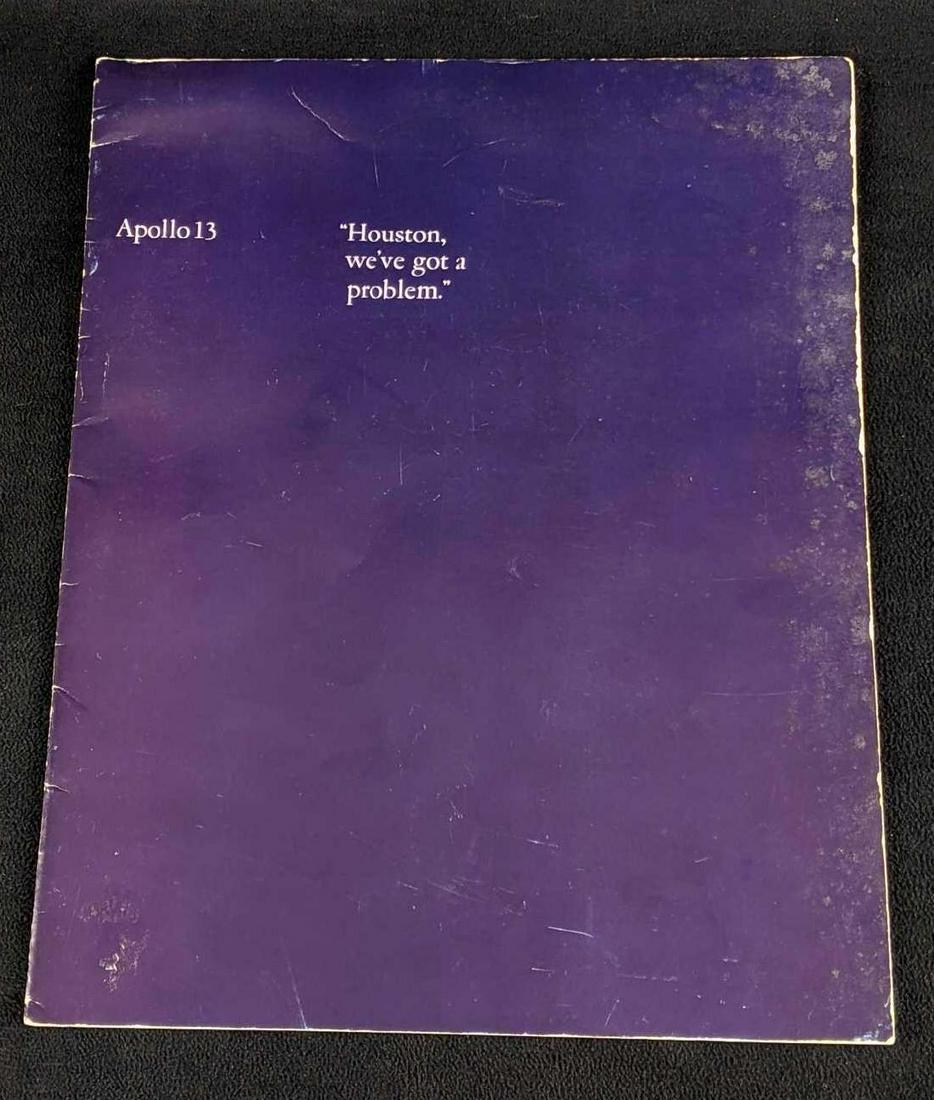 Apollo 13
“Houston,
we've got a
problem.”